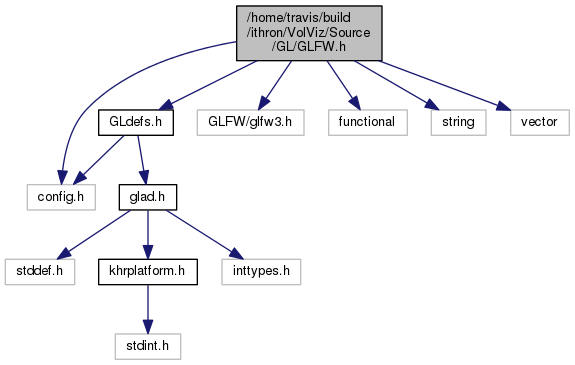 /home/travis/build
/ithron/VolViz/Source
/GL/GLFW.h
GLdefs.h
GLFW/glfw3.h
functional
string
vector
config.h
glad.h
stddef.h
khrplatform.h
inttypes.h
stdint.h